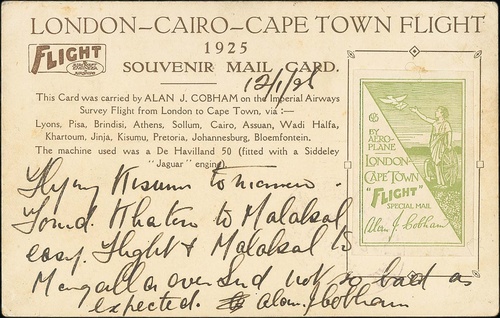 LONDON-CAIRO-CAPE TOWN FLIGHT
1925
FLIGHT
SOUVENIR MAIL CARD.
12/1/26
This Card was carried by ALAN J. COBHAM on the Imperial Airways
Survey Flight from London to Cape Town, via :—
Lyons, Pisa, Brindisi, Athens, Sollum, Cairo, Assuan, Wadi Halfa,
Khartoum, Jinja, Kisumu, Pretoria, Johannesburg, Bloemfontein.
The machine used was a De Havilland 50 (fitted with a Siddeley
"Jaguar" engine).
BY
AERO-
PLANE
LONDON-
CAPE TOWN
"FLIGHT"
SPECIAL MAIL
Alan J. Cobham
Flying Kisumu tomorrow.
Found Khatoum to Malakal
easy. Flight Malakal to
Mongalla over Sud not so bad as
expected. Alan J Cobham